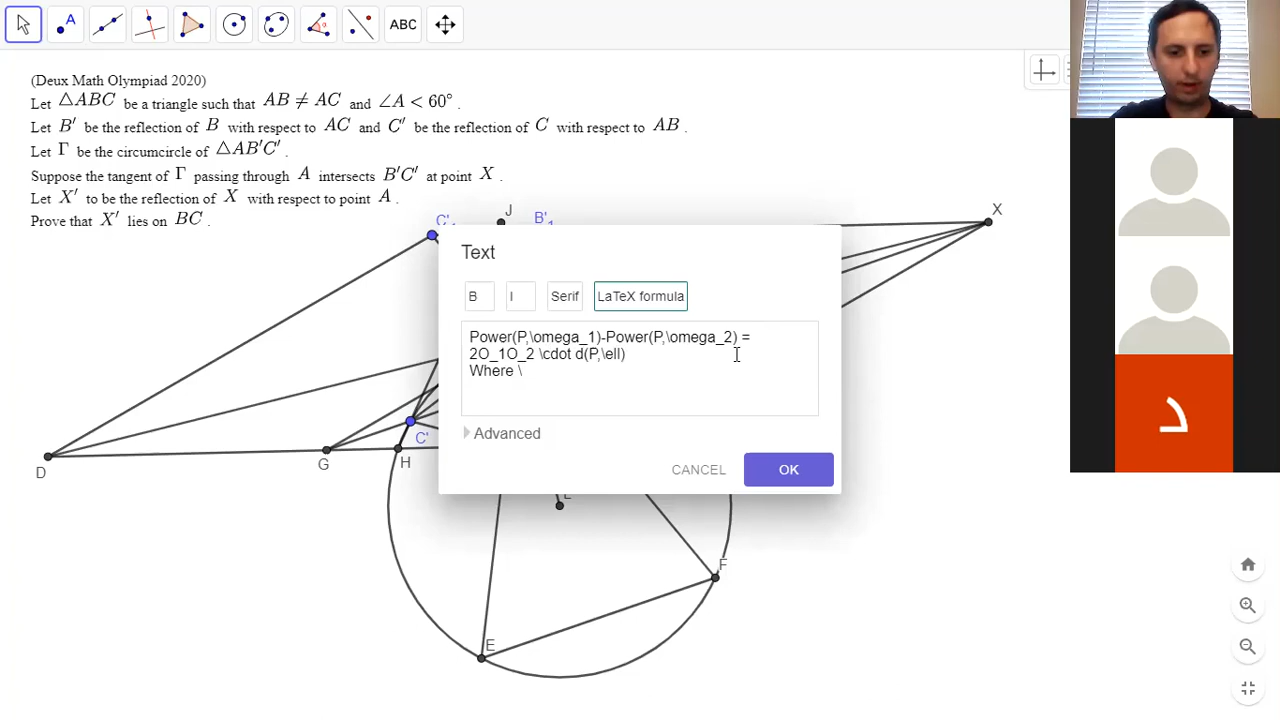 ABC
(Deux Math Olympiad 2020)
Let △ABC be a triangle such that AB ≠ AC and ∠A < 60° .
Let B′ be the reflection of B with respect to AC and C′ be the reflection of C with respect to AB .
Let Γ be the circumcircle of △AB′C′ .
Suppose the tangent of Γ passing through A intersects B′C′ at point X .
Let X′ to be the reflection of X with respect to point A .
Prove that X′ lies on BC .
J
X
C'₁
B'₁
Text
B
I
Serif
LaTeX formula
Power(P,\omega_1)-Power(P,\omega_2) =
2O_1O_2 \cdot d(P,\ell)
Where \
Advanced
CANCEL
OK
C'
D
G
H
F
E
ד